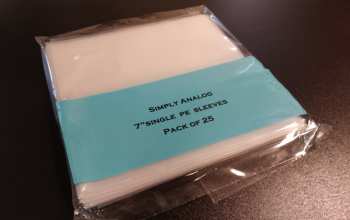 Simply Analog
7" single PE sleeves
Pack of 25